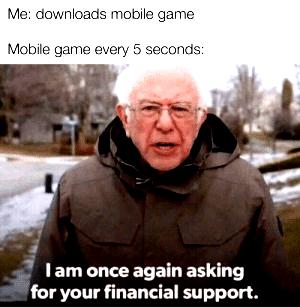 Me: downloads mobile game
Mobile game every 5 seconds:
I am once again asking
for your financial support.